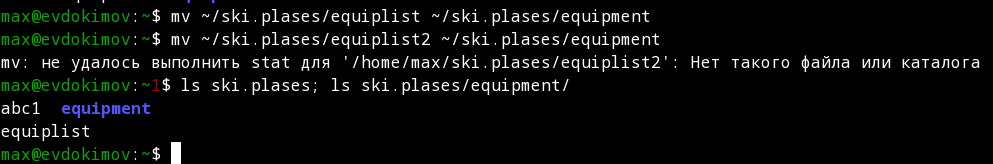 max@evdokimov:~$ mv ~/ski.plases/equiplist ~/ski.plases/equipment
max@evdokimov:~$ mv ~/ski.plases/equiplist2 ~/ski.plases/equipment
mv: не удалось выполнить stat для '/home/max/ski.plases/equiplist2': Нет такого файла или каталога
max@evdokimov:~1$ ls ski.plases; ls ski.plases/equipment/
abc1  equipment
equiplist
max@evdokimov:~$